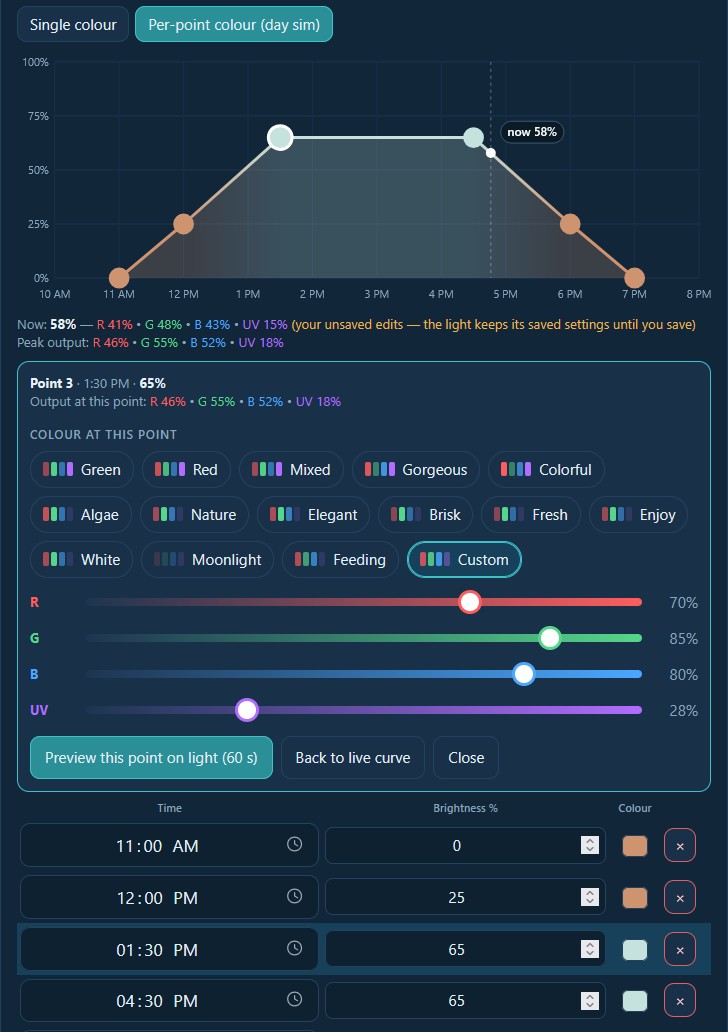 Single colour Per-point colour (day sim)
100%
75%
now 58%
50%
25%
0%
10 AM 11 AM 12 PM 1 PM 2 PM 3 PM 4 PM 5 PM 6 PM 7 PM 8 PM
Now: 58% — R 41% • G 48% • B 43% • UV 15% (your unsaved edits — the light keeps its saved settings until you save)
Peak output: R 46% • G 55% • B 52% • UV 18%
Point 3 · 1:30 PM · 65%
Output at this point: R 46% • G 55% • B 52% • UV 18%
COLOUR AT THIS POINT
Green Red Mixed Gorgeous Colorful
Algae Nature Elegant Brisk Fresh Enjoy
White Moonlight Feeding Custom
R 70%
G 85%
B 80%
UV 28%
Preview this point on light (60 s) Back to live curve Close
Time Brightness % Colour
11:00 AM 0 ×
12:00 PM 25 ×
01:30 PM 65 ×
04:30 PM 65 ×